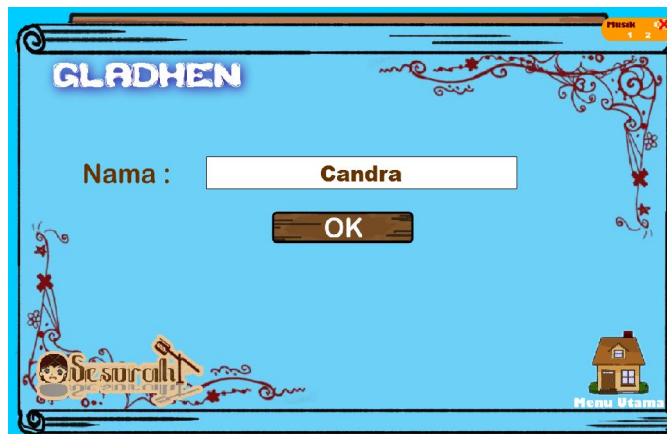 Musik
1 2
GLADHEN
Nama :
Candra
OK
Sesorah!
Menu Utama